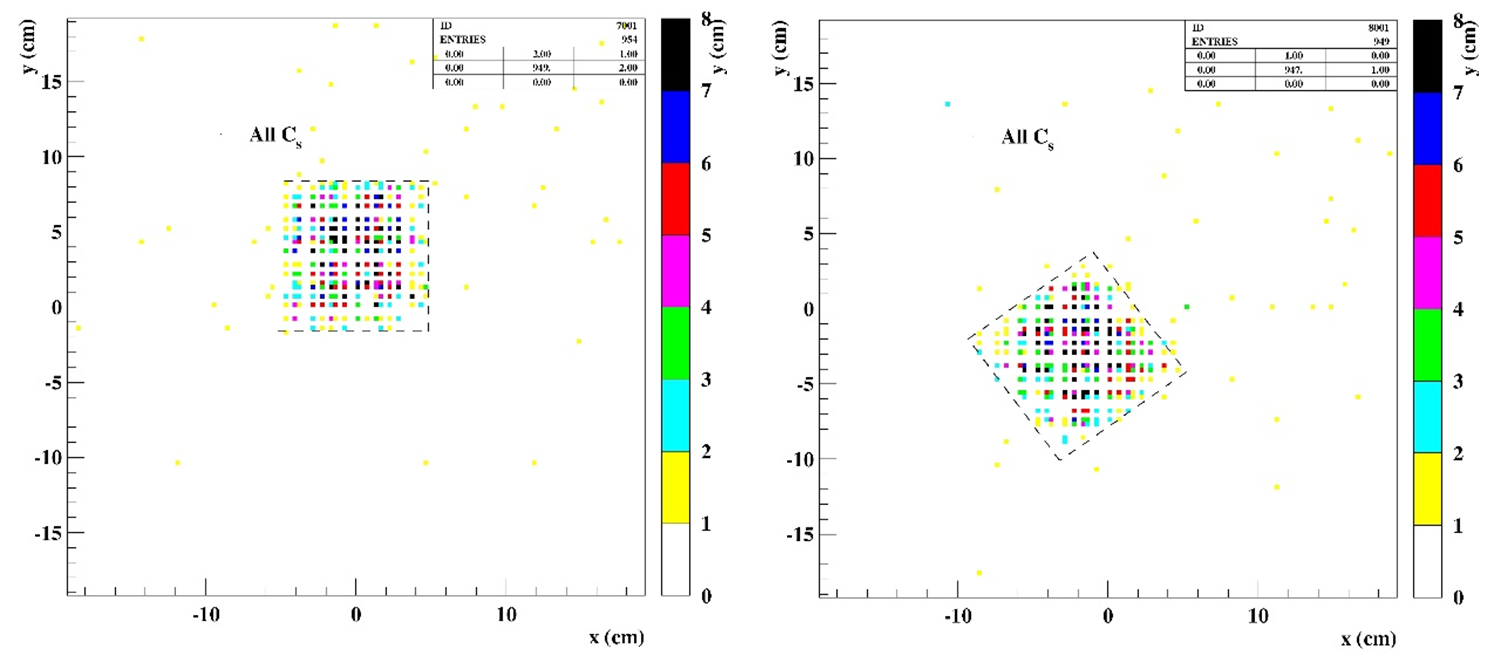 ID 7001
ENTRIES 954
0.00 2.00 1.00
0.00 949. 2.00
0.00 0.00 0.00
y (cm)
15
10
5
0
-5
-10
-15
-10 0 10
x (cm)
All Cs
8
7
6
5
4
3
2
1
0
y (cm)
ID 8001
ENTRIES 949
0.00 1.00 0.00
0.00 947. 1.00
0.00 0.00 0.00
y (cm)
15
10
5
0
-5
-10
-15
-10 0 10
x (cm)
All Cs
8
7
6
5
4
3
2
1
0
y (cm)